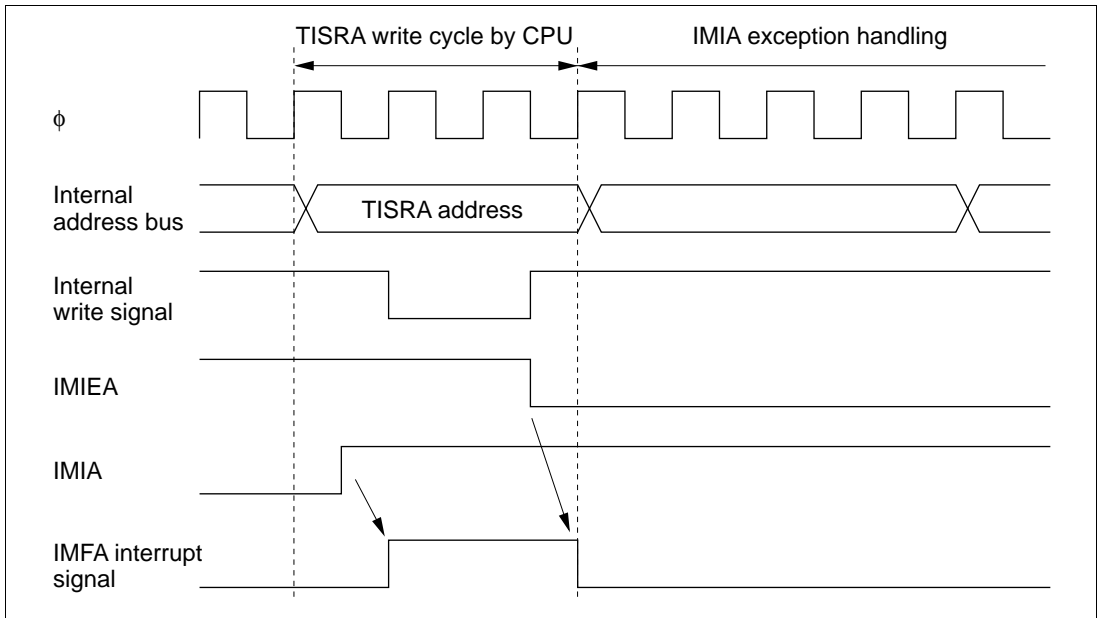 TISRA write cycle by CPU
IMIA exception handling
φ
Internal
address bus
TISRA address
Internal
write signal
IMIEA
IMIA
IMFA interrupt
signal